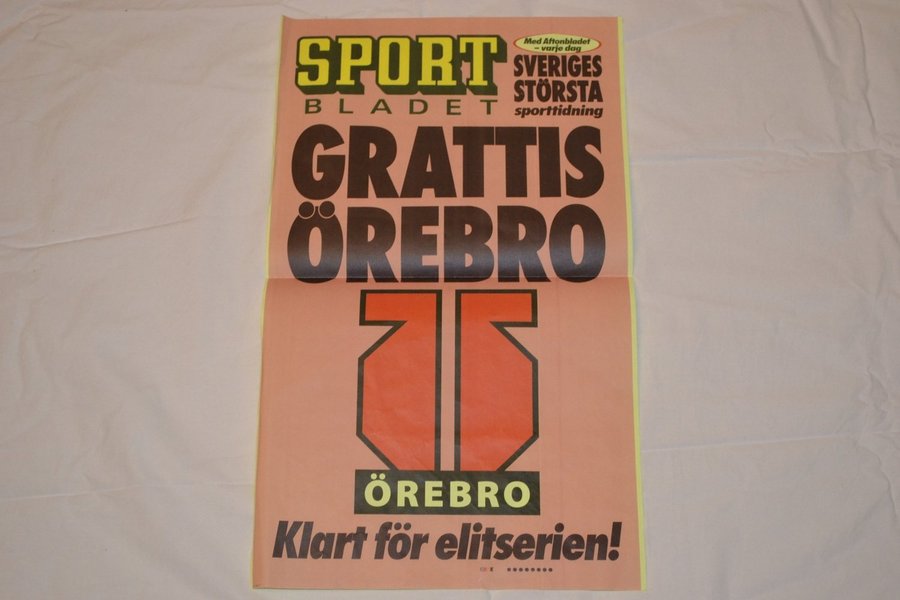 SPORT
BLADET
Med Aftonbladet
– varje dag
SVERIGES
STÖRSTA
sporttidning
GRATTIS
ÖREBRO
ÖREBRO
Klart för elitserien!